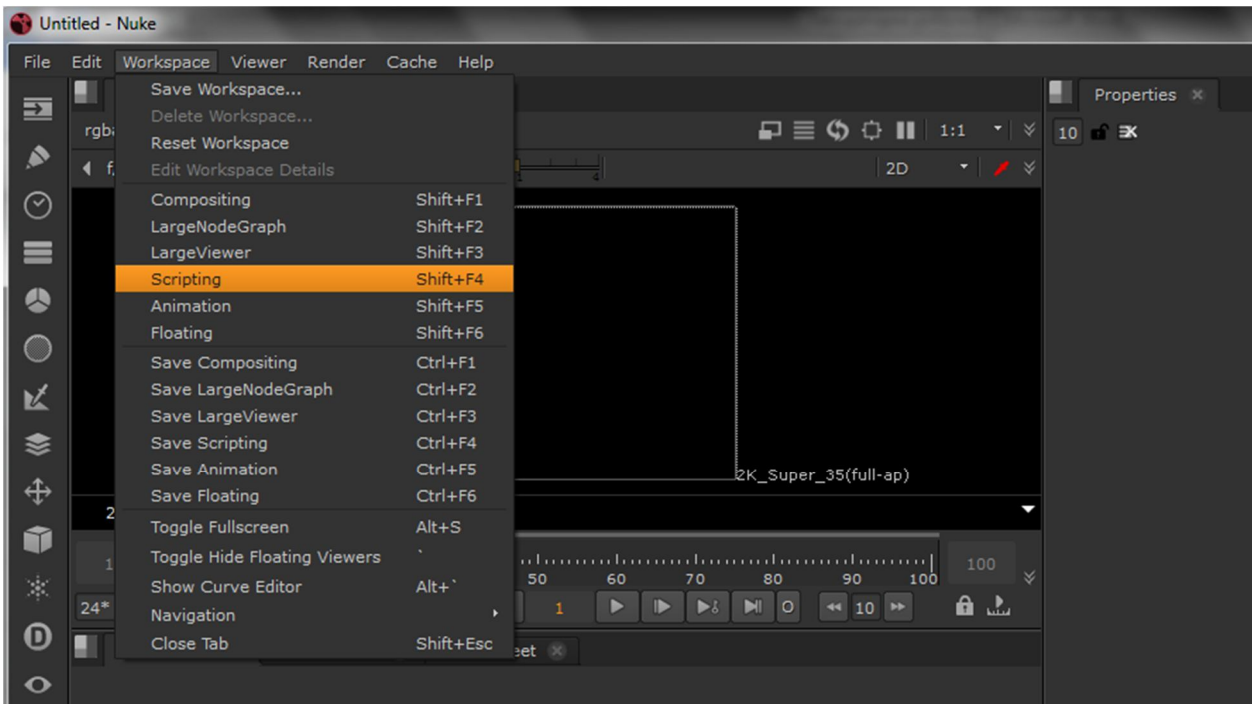 Untitled - Nuke
File Edit Workspace Viewer Render Cache Help
Save Workspace...
Delete Workspace...
Reset Workspace
Edit Workspace Details
Compositing Shift+F1
LargeNodeGraph Shift+F2
LargeViewer Shift+F3
Scripting Shift+F4
Animation Shift+F5
Floating Shift+F6
Save Compositing Ctrl+F1
Save LargeNodeGraph Ctrl+F2
Save LargeViewer Ctrl+F3
Save Scripting Ctrl+F4
Save Animation Ctrl+F5
Save Floating Ctrl+F6
Toggle Fullscreen Alt+S
Toggle Hide Floating Viewers `
Show Curve Editor Alt+`
Navigation
Close Tab Shift+Esc
rgba 1:1
f/ 2D
2K_Super_35(full-ap)
50 60 70 80 90 100 100
24* 1 O 10
eet
Properties
10
D